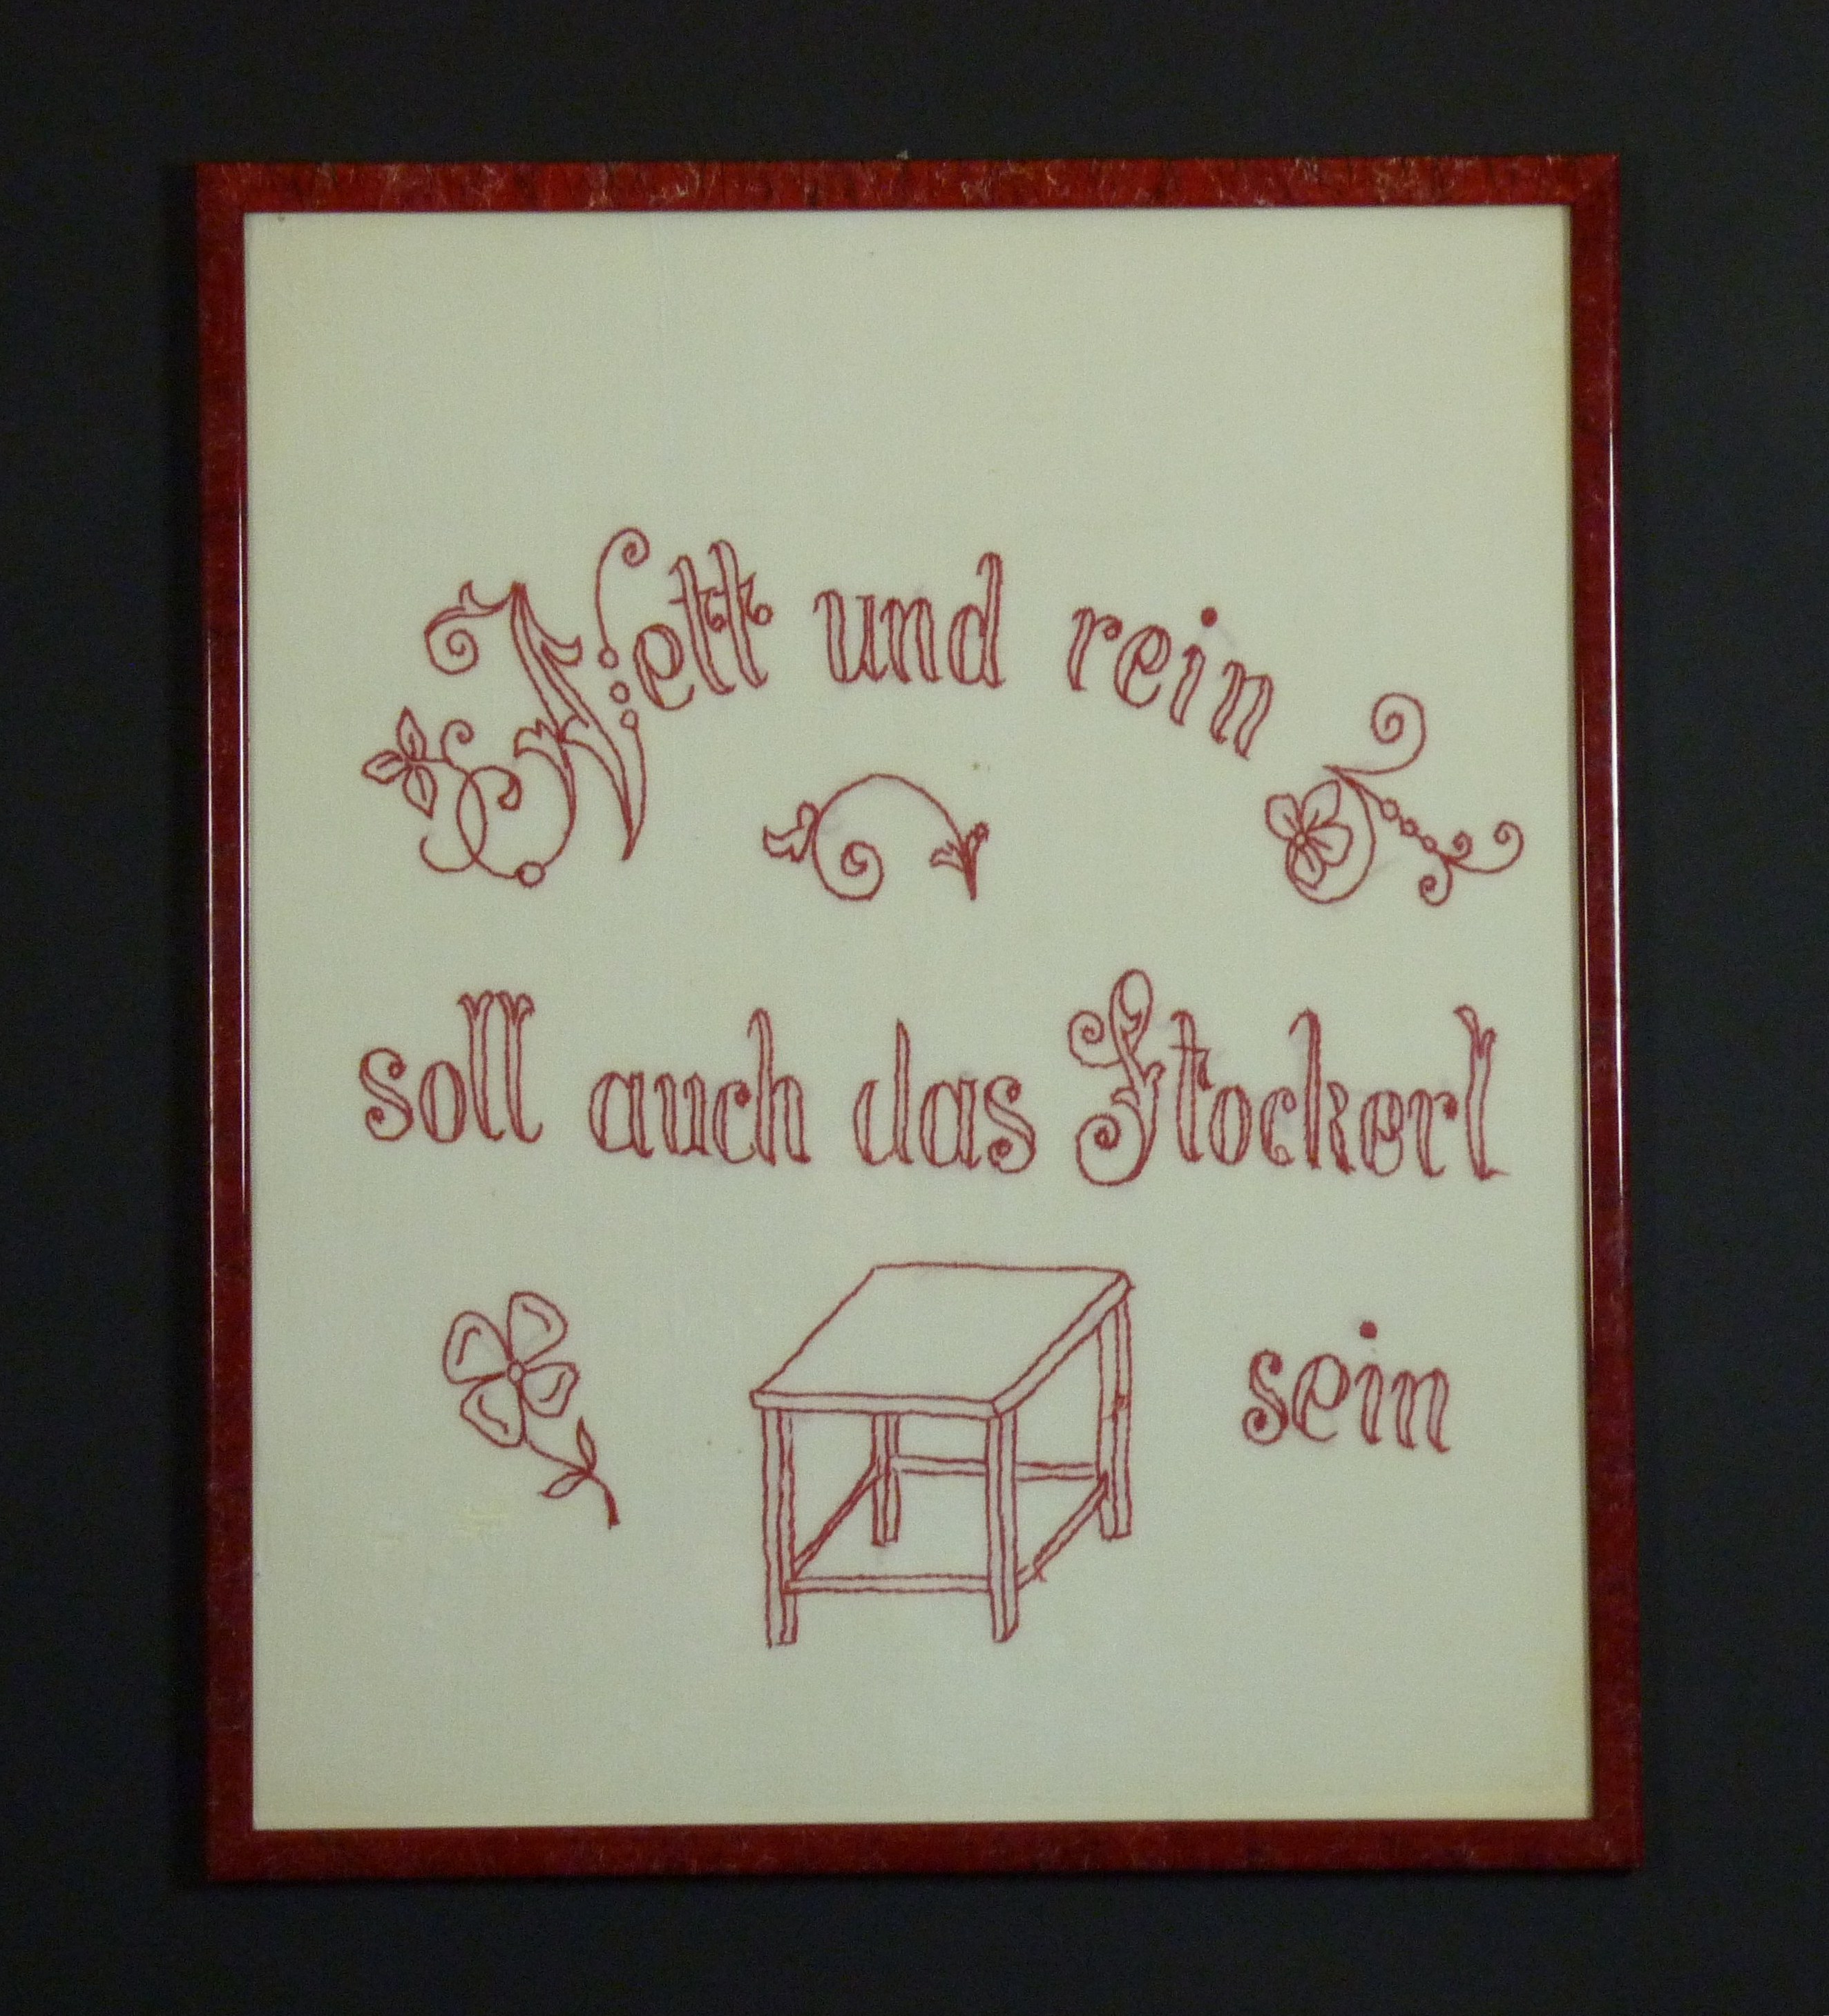 Nett und rein
soll auch das Stockerl
sein